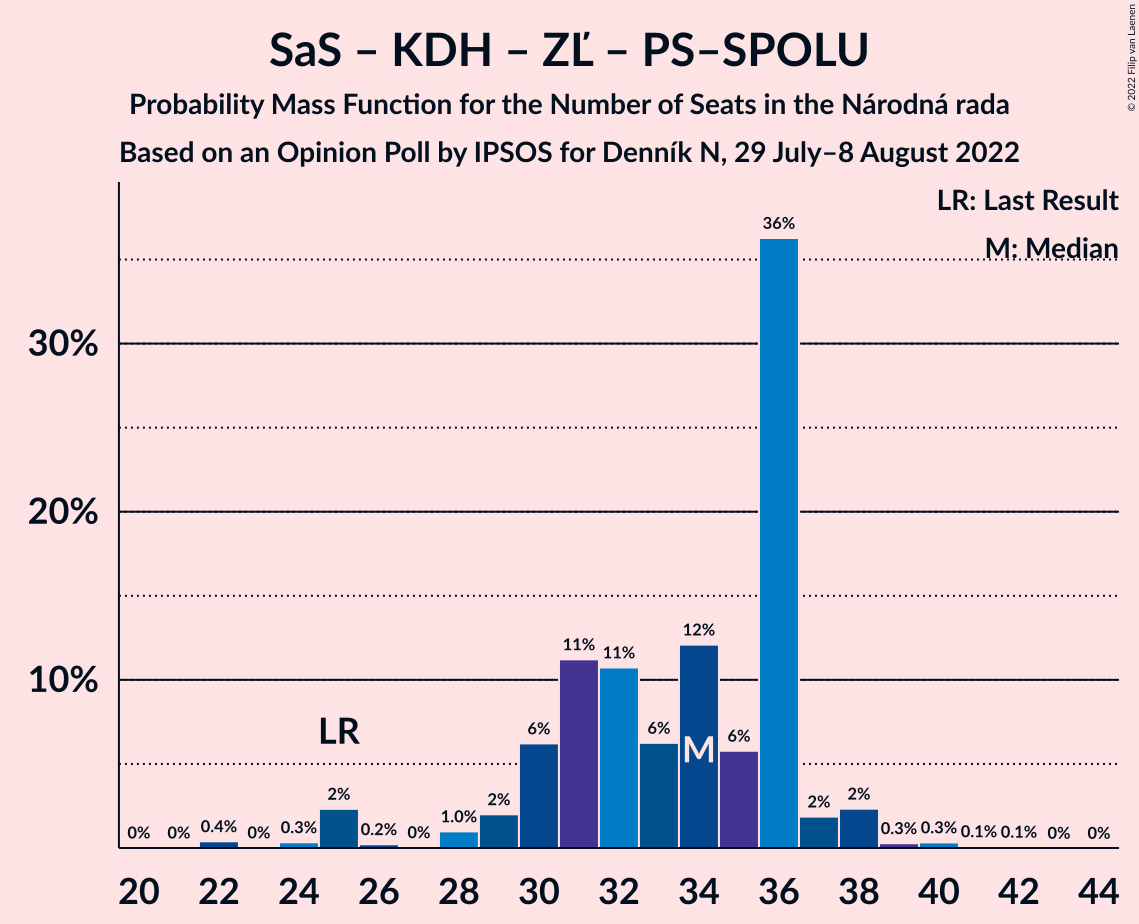 SaS – KDH – ZĽ – PS–SPOLU
Probability Mass Function for the Number of Seats in the Národná rada
Based on an Opinion Poll by IPSOS for Denník N, 29 July–8 August 2022
© 2022 Filip van Laenen
LR: Last Result
M: Median
36%
30%
20%
12%
11% 11%
10%
LR
6% 6% M 6%
2% 2% 2% 2%
0% 0% 0.4% 0% 0.3% 0.2% 0% 1.0% 0.3% 0.3% 0.1% 0.1% 0% 0%
20 22 24 26 28 30 32 34 36 38 40 42 44